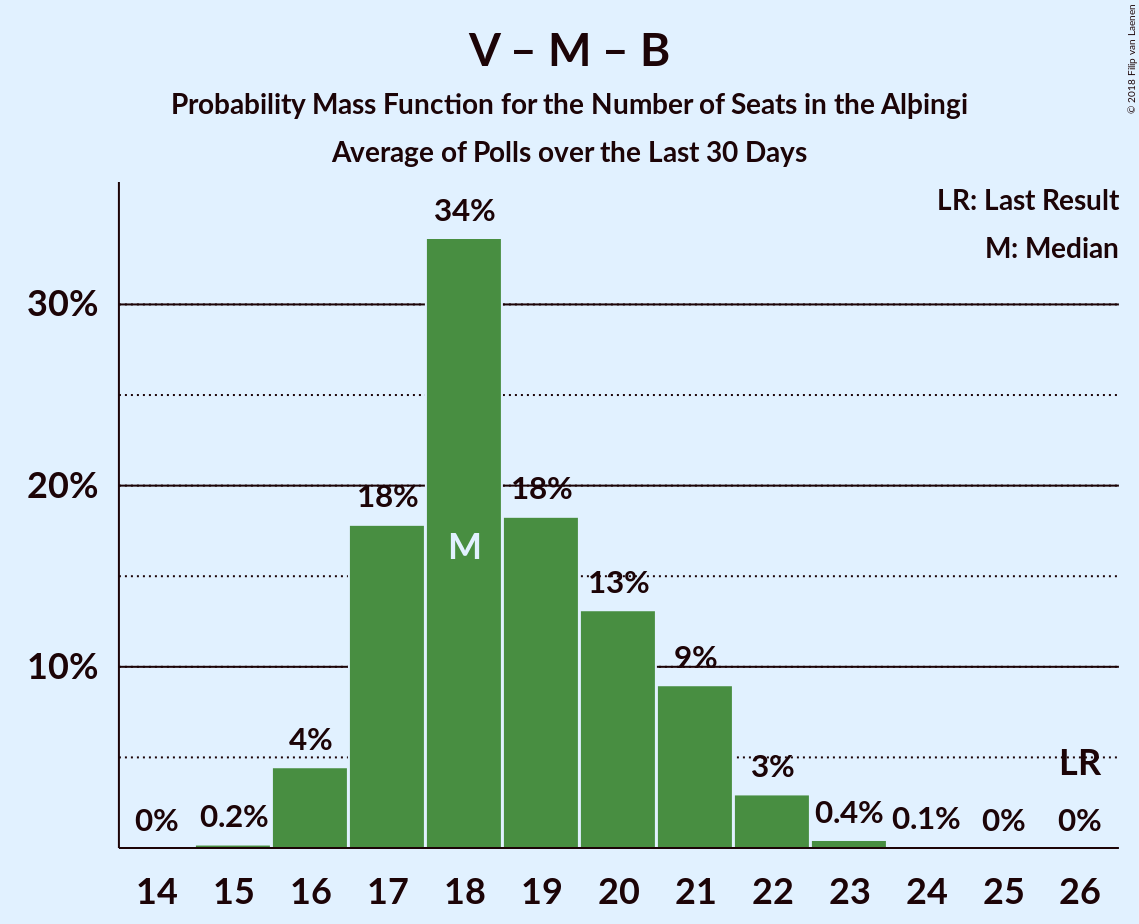 V – M – B
Probability Mass Function for the Number of Seats in the Alþingi
Average of Polls over the Last 30 Days
© 2018 Filip van Laenen
LR: Last Result
M: Median
34%
30%
20%
18%
18%
M
13%
10%
9%
4%
3%
LR
0%
0.2%
0.4%
0.1%
0%
0%
14 15 16 17 18 19 20 21 22 23 24 25 26